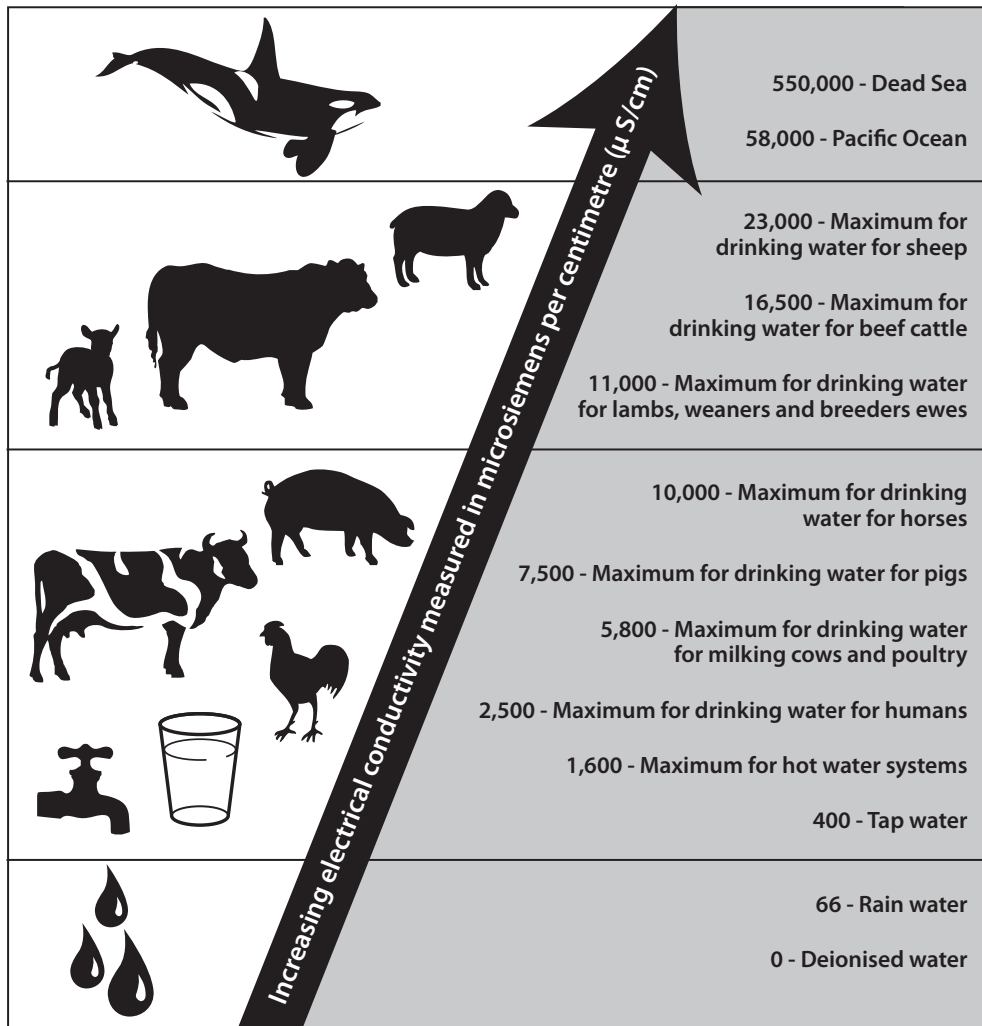 550,000 - Dead Sea
58,000 - Pacific Ocean
23,000 - Maximum for
drinking water for sheep
16,500 - Maximum for
drinking water for beef cattle
11,000 - Maximum for drinking water
for lambs, weaners and breeders ewes
10,000 - Maximum for drinking
water for horses
7,500 - Maximum for drinking water for pigs
5,800 - Maximum for drinking water
for milking cows and poultry
2,500 - Maximum for drinking water for humans
1,600 - Maximum for hot water systems
400 - Tap water
66 - Rain water
0 - Deionised water
Increasing electrical conductivity measured in microsiemens per centimetre (µ S/cm)